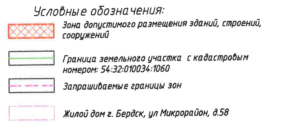 Условные обозначения:
Зона допустимого размещения зданий, строений,
сооружений
Граница земельного участка с кадастровым
номером: 54:32:010034:1060
Запрашиваемые границы зон
Жилой дом г. Бердск, ул Микрорайон, д.58